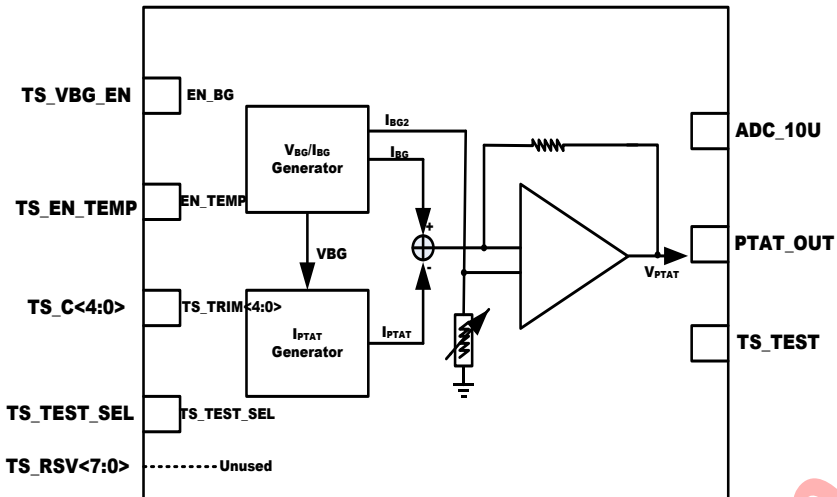 TS_VBG_EN
EN_BG
TS_EN_TEMP
EN_TEMP
TS_C<4:0>
TS_TRIM<4:0>
TS_TEST_SEL
TS_TEST_SEL
TS_RSV<7:0>
Unused
VBG/IBG
Generator
IBG2
IBG
VBG
IPTAT
Generator
IPTAT
+
-
VPTAT
ADC_10U
PTAT_OUT
TS_TEST